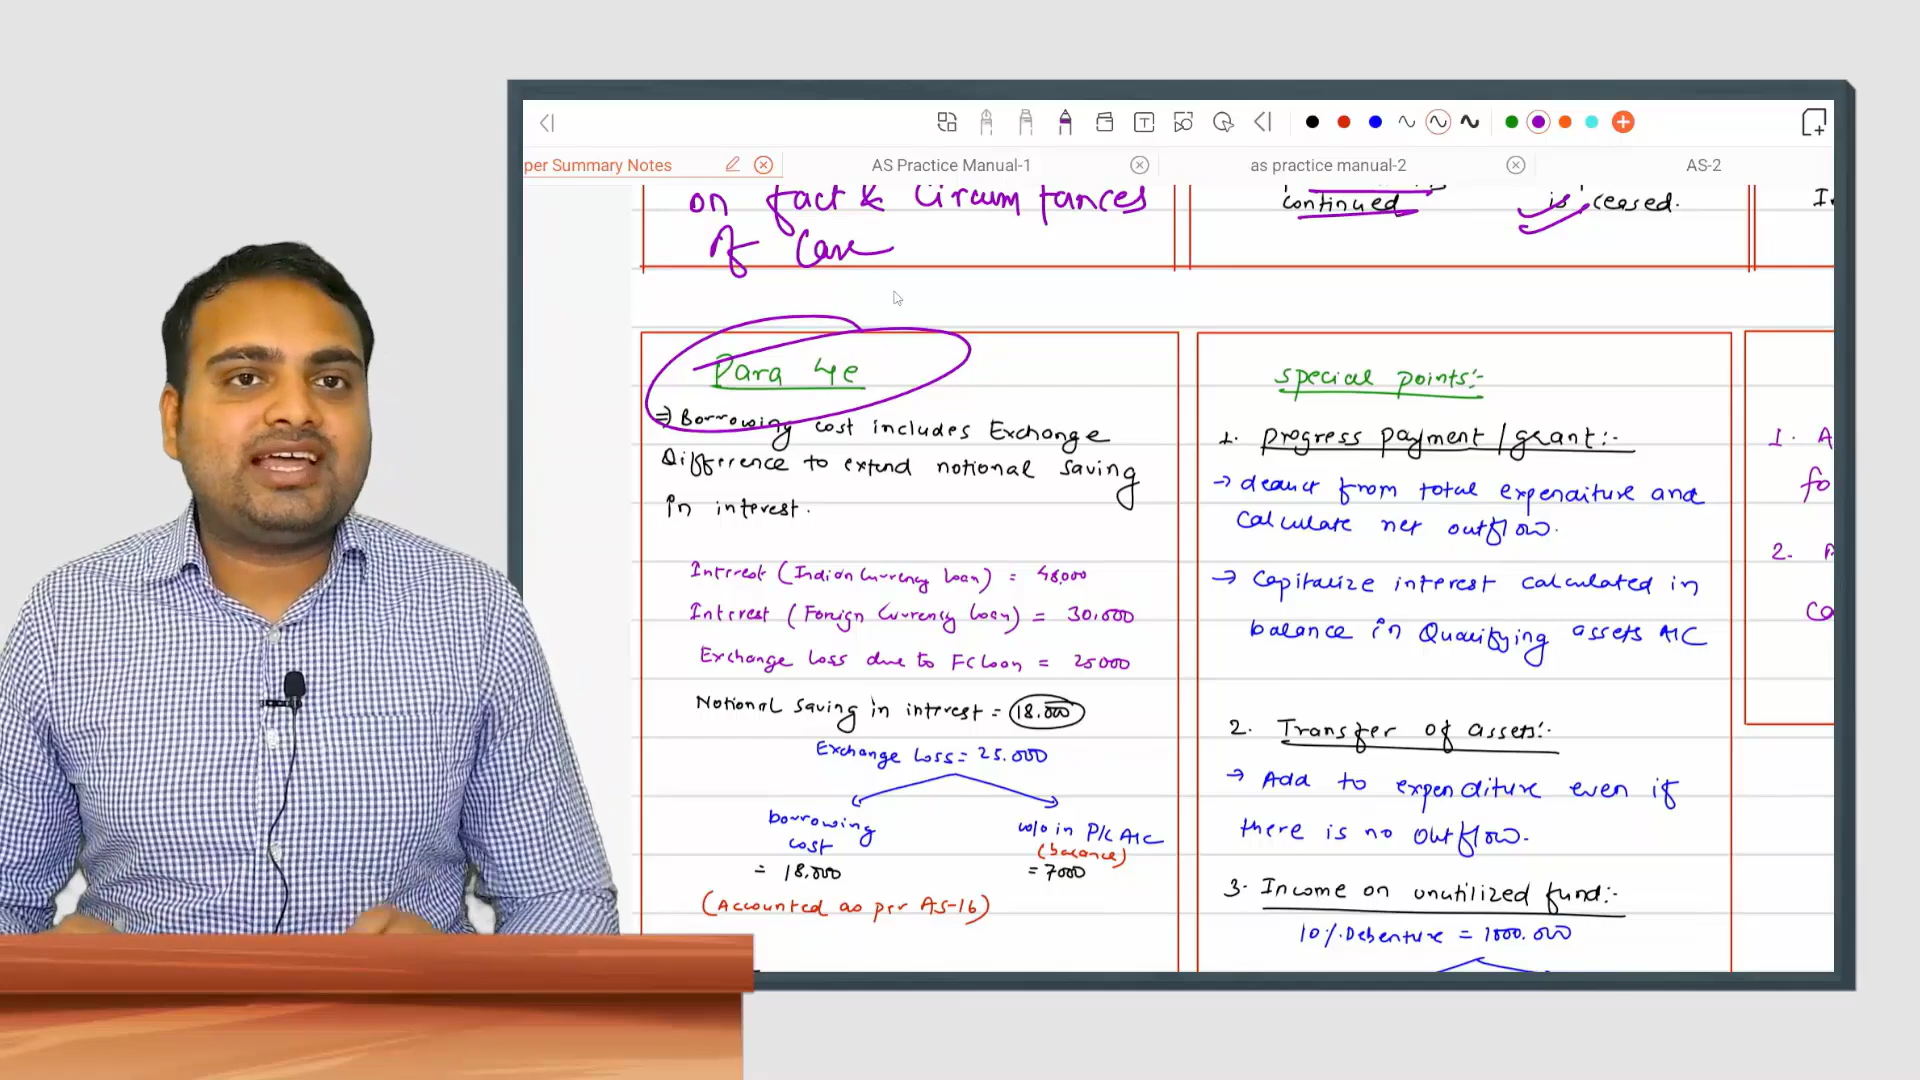 per Summary Notes
AS Practice Manual-1
as practice manual-2
AS-2
on fact & Circumstances
of Case
continued
is ceased.
Para 4e
⇒ Borrowing cost includes Exchange
Difference to extend notional saving
in interest.
Interest (Indian Currency loan) = 48,000
Interest (Foreign Currency loan) = 30,000
Exchange Loss due to FC Loan = 25000
Notional Saving in interest = 18,000
Exchange Loss = 25,000
borrowing
cost
= 18,000
w/o in P/L A/C
(balance)
= 7000
(Accounted as per AS-16)
special points:-
1. progress payment/grant:-
→ deduct from total expenditure and
calculate net outflow.
→ Capitalize interest calculated in
balance in Qualifying assets A/C
2. Transfer of assets:-
→ Add to expenditure even if
there is no outflow.
3. Income on unutilized fund:-
10% Debenture = 1000,000
1. A
fo
2.
Co